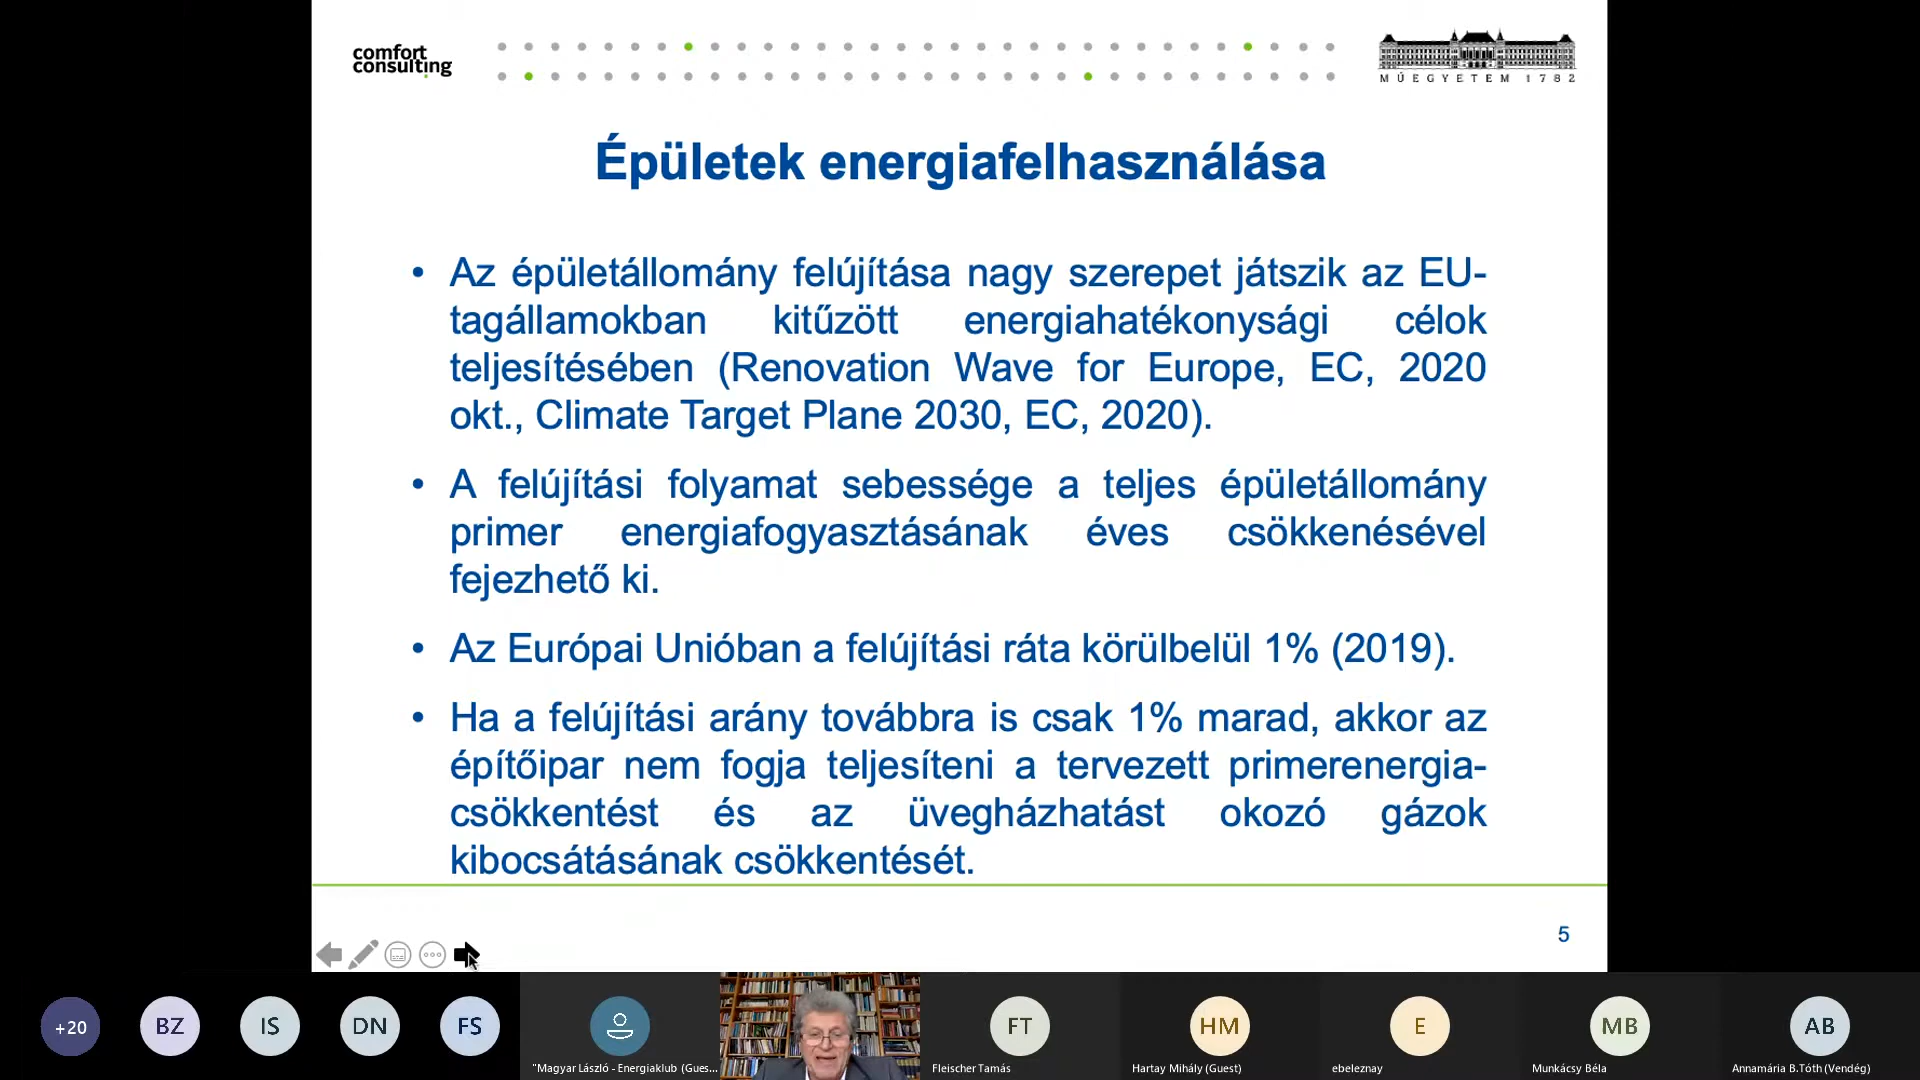 comfort
consulting
MŰEGYETEM 1782
Épületek energiafelhasználása
• Az épületállomány felújítása nagy szerepet játszik az EU-
tagállamokban kitűzött energiahatékonysági célok
teljesítésében (Renovation Wave for Europe, EC, 2020
okt., Climate Target Plane 2030, EC, 2020).
• A felújítási folyamat sebessége a teljes épületállomány
primer energiafogyasztásának éves csökkenésével
fejezhető ki.
• Az Európai Unióban a felújítási ráta körülbelül 1% (2019).
• Ha a felújítási arány továbbra is csak 1% marad, akkor az
építőipar nem fogja teljesíteni a tervezett primerenergia-
csökkentést és az üvegházhatást okozó gázok
kibocsátásának csökkentését.
5
+20 BZ IS DN FS FT HM E MB AB
"Magyar László - Energiaklub (Gues... Fleischer Tamás Hartay Mihály (Guest) ebeleznay Munkácsy Béla Annamária B.Tóth (Vendég)